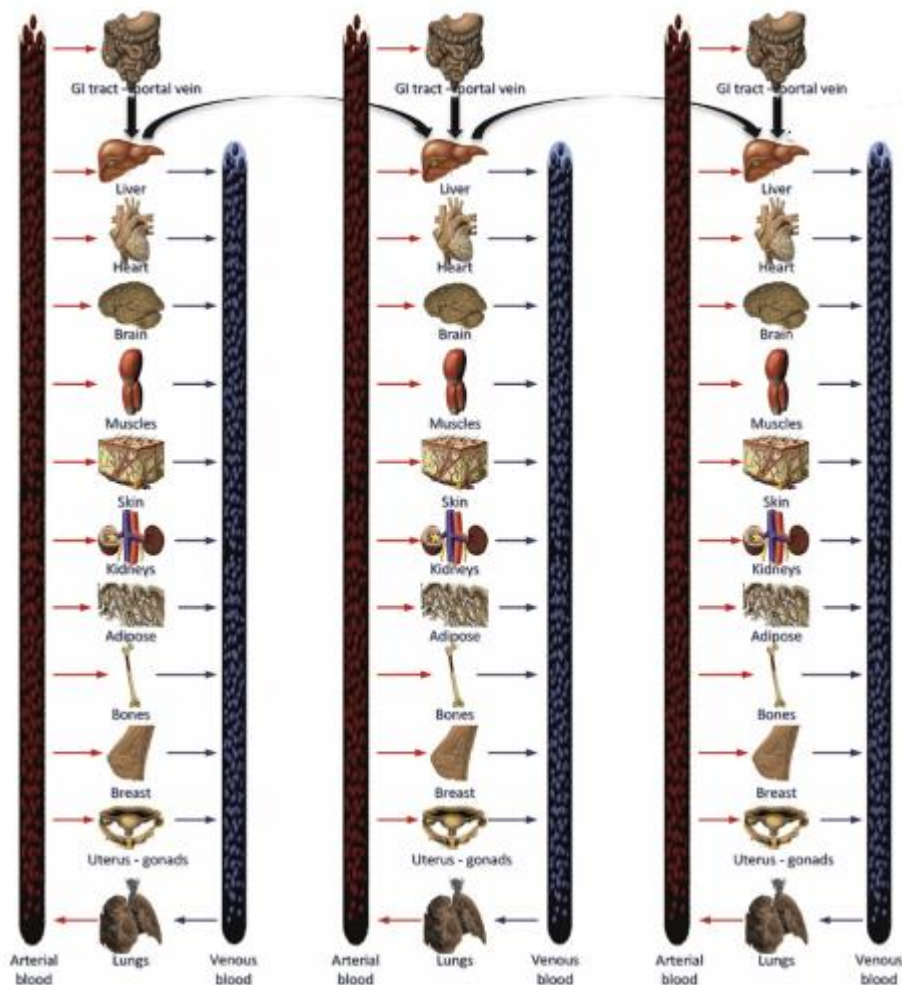 GI tract - portal vein
GI tract - portal vein
GI tract - portal vein
Liver
Liver
Liver
Heart
Heart
Heart
Brain
Brain
Brain
Muscles
Muscles
Muscles
Skin
Skin
Skin
Kidneys
Kidneys
Kidneys
Adipose
Adipose
Adipose
Bones
Bones
Bones
Breast
Breast
Breast
Uterus - gonads
Uterus - gonads
Uterus - gonads
Arterial
blood
Lungs
Venous
blood
Arterial
blood
Lungs
Venous
blood
Arterial
blood
Lungs
Venous
blood